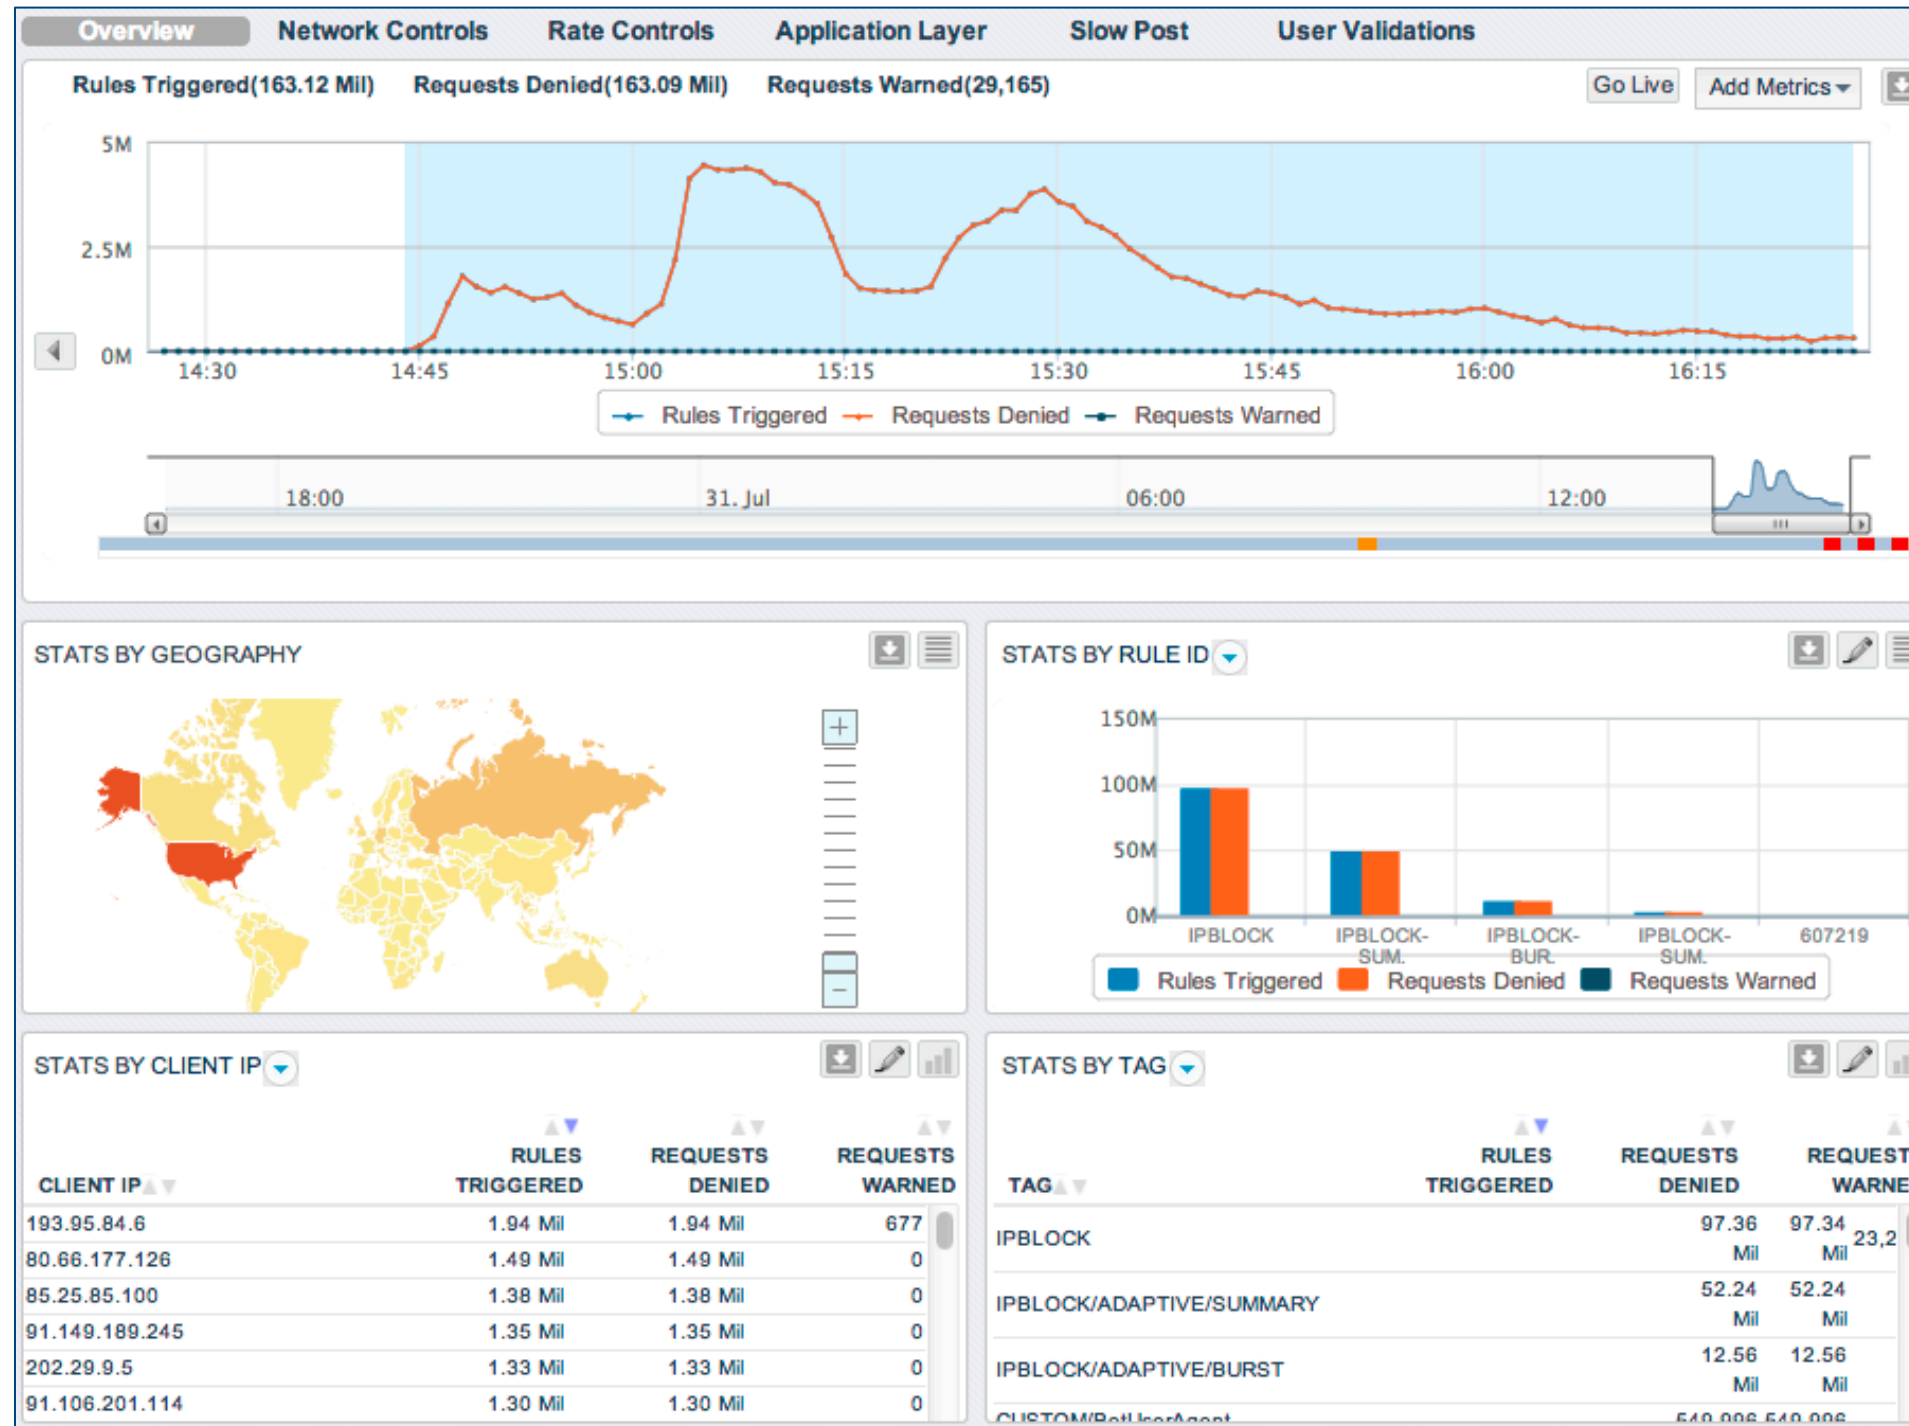 Overview Network Controls Rate Controls Application Layer Slow Post User Validations
Rules Triggered(163.12 Mil) Requests Denied(163.09 Mil) Requests Warned(29,165) Go Live Add Metrics
5M
2.5M
0M
14:30 14:45 15:00 15:15 15:30 15:45 16:00 16:15
Rules Triggered Requests Denied Requests Warned
18:00 31. Jul 06:00 12:00
STATS BY GEOGRAPHY
+
−
STATS BY RULE ID
150M
100M
50M
0M
IPBLOCK IPBLOCK- IPBLOCK- IPBLOCK- 607219
SUM. BUR. SUM.
Rules Triggered Requests Denied Requests Warned
STATS BY CLIENT IP
RULES REQUESTS REQUESTS
CLIENT IP TRIGGERED DENIED WARNED
193.95.84.6 1.94 Mil 1.94 Mil 677
80.66.177.126 1.49 Mil 1.49 Mil 0
85.25.85.100 1.38 Mil 1.38 Mil 0
91.149.189.245 1.35 Mil 1.35 Mil 0
202.29.9.5 1.33 Mil 1.33 Mil 0
91.106.201.114 1.30 Mil 1.30 Mil 0
STATS BY TAG
RULES REQUESTS REQUEST
TAG TRIGGERED DENIED WARNE
97.36 97.34
IPBLOCK 23,2
Mil Mil
52.24 52.24
IPBLOCK/ADAPTIVE/SUMMARY
Mil Mil
12.56 12.56
IPBLOCK/ADAPTIVE/BURST
Mil Mil